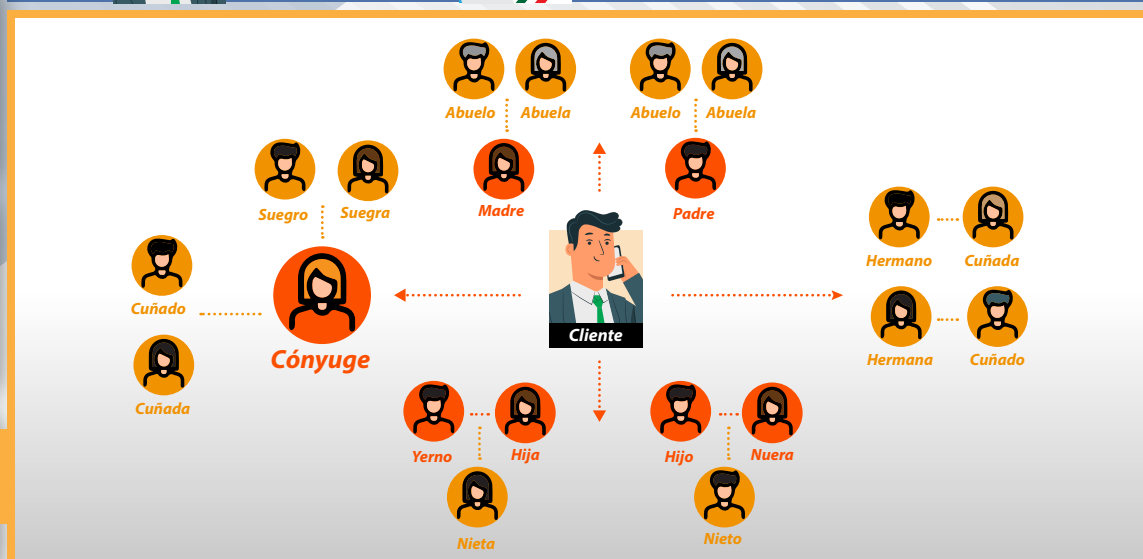 Abuelo Abuela Abuelo Abuela
Suegro Suegra Madre Padre
Hermano Cuñada
Cuñado
Cliente
Cónyuge
Hermana Cuñado
Cuñada
Yerno Hija Hijo Nuera
Nieta Nieto